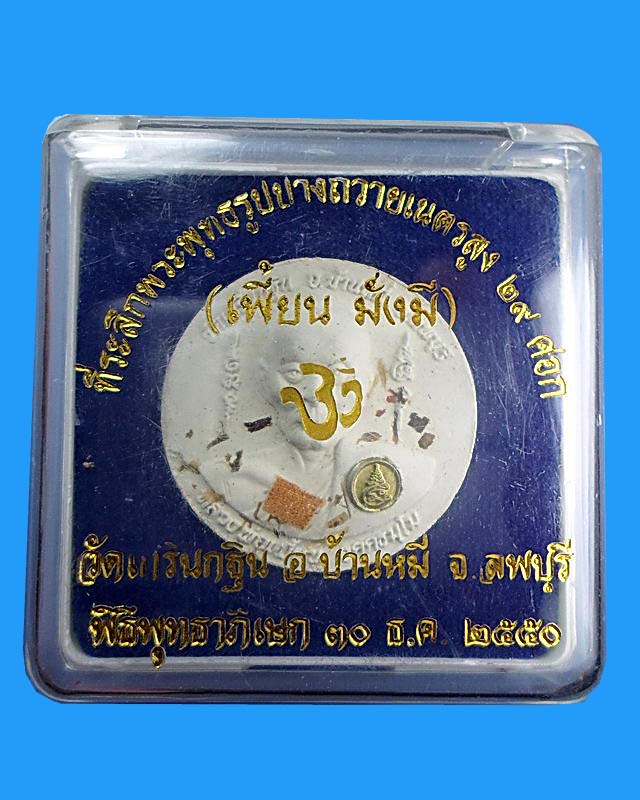 ที่ระลึกพระพุทธรูปปางถวายเนตรสูง ๒๙ ศอก
(เพี้ยน มั่งมี)
วัดเกริ่นกฐิน อ.บ้านหมี่ จ.ลพบุรี
พิธีพุทธาภิเษก ๓๐ ธ.ค. ๒๕๕๐